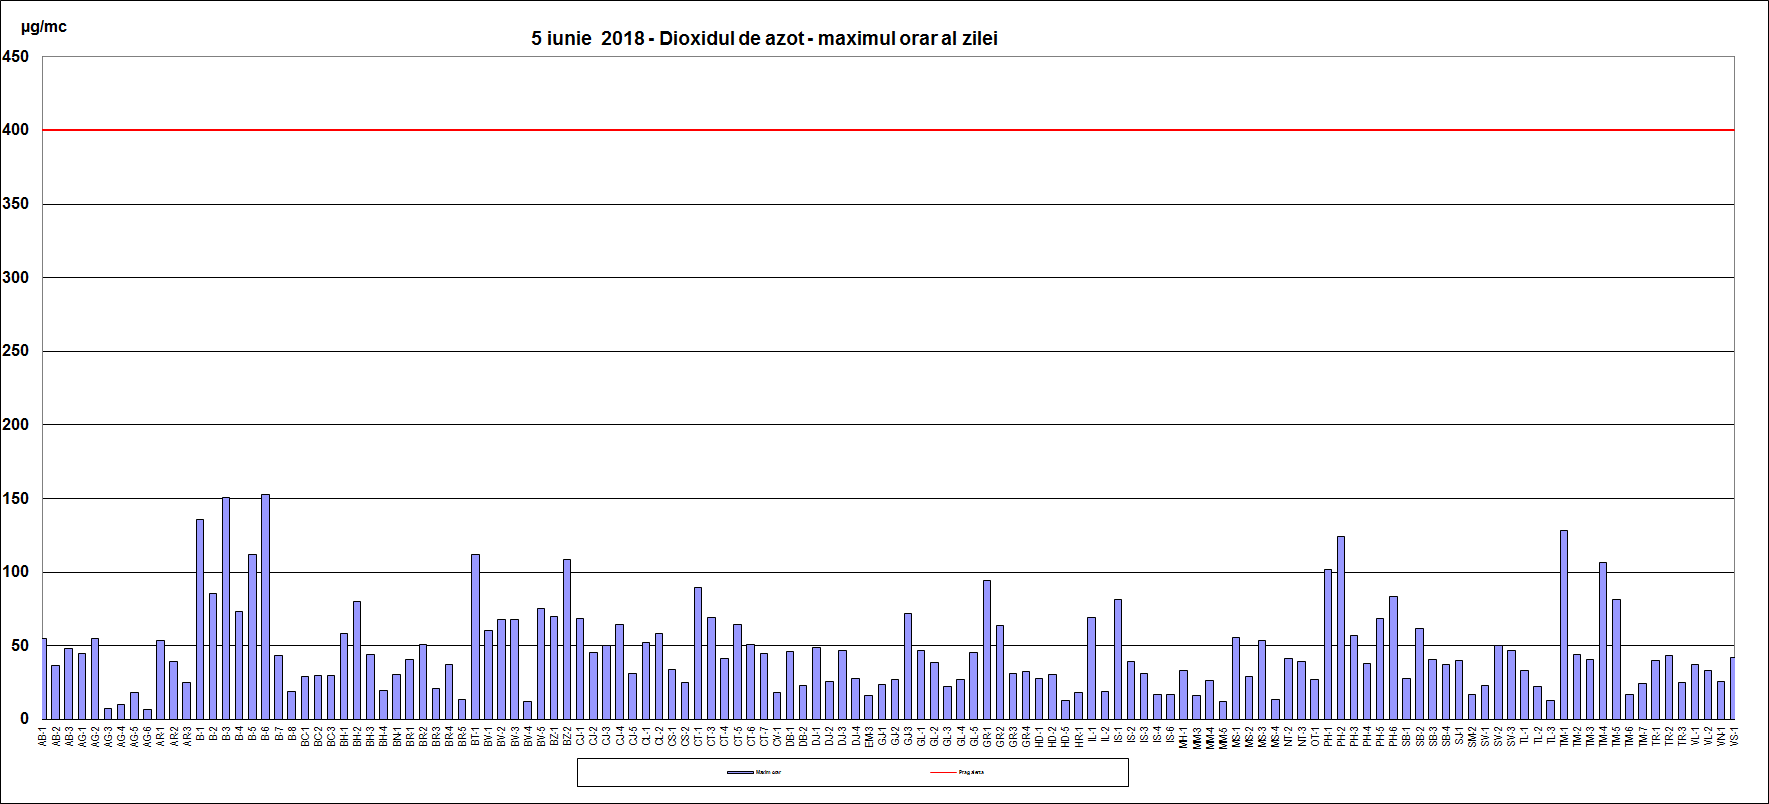 µg/mc
5 iunie 2018 - Dioxidul de azot - maximul orar al zilei
450
400
350
300
250
200
150
100
50
0
AB-1 AB-2 AB-3 AG-1 AG-2 AG-3 AG-4 AG-5 AG-6 AR-1 AR-2 AR-3 B-1 B-2 B-3 B-4 B-5 B-6 B-7 B-8 BC-1 BC-2 BC-3 BH-1 BH-2 BH-3 BH-4 BN-1 BR-1 BR-2 BR-3 BR-4 BR-5 BT-1 BV-1 BV-2 BV-3 BV-4 BV-5 BZ-1 BZ-2 CJ-1 CJ-2 CJ-3 CJ-4 CJ-5 CL-1 CL-2 CS-1 CS-2 CT-1 CT-3 CT-4 CT-5 CT-6 CT-7 CV-1 DB-1 DB-2 DJ-1 DJ-2 DJ-3 DJ-4 EM-3 GJ-1 GJ-2 GJ-3 GL-1 GL-2 GL-3 GL-4 GL-5 GR-1 GR-2 GR-3 GR-4 HD-1 HD-2 HD-5 HR-1 IL-1 IL-2 IS-1 IS-2 IS-3 IS-4 IS-6 MH-1 MM-3 MM-4 MM-5 MS-1 MS-2 MS-3 MS-4 NT-2 NT-3 OT-1 PH-1 PH-2 PH-3 PH-4 PH-5 PH-6 SB-1 SB-2 SB-3 SB-4 SJ-1 SM-2 SV-1 SV-2 SV-3 TL-1 TL-2 TL-3 TM-1 TM-2 TM-3 TM-4 TM-5 TM-6 TM-7 TR-1 TR-2 TR-3 VL-1 VL-2 VN-1 VS-1
Maxim orar Prag alerta